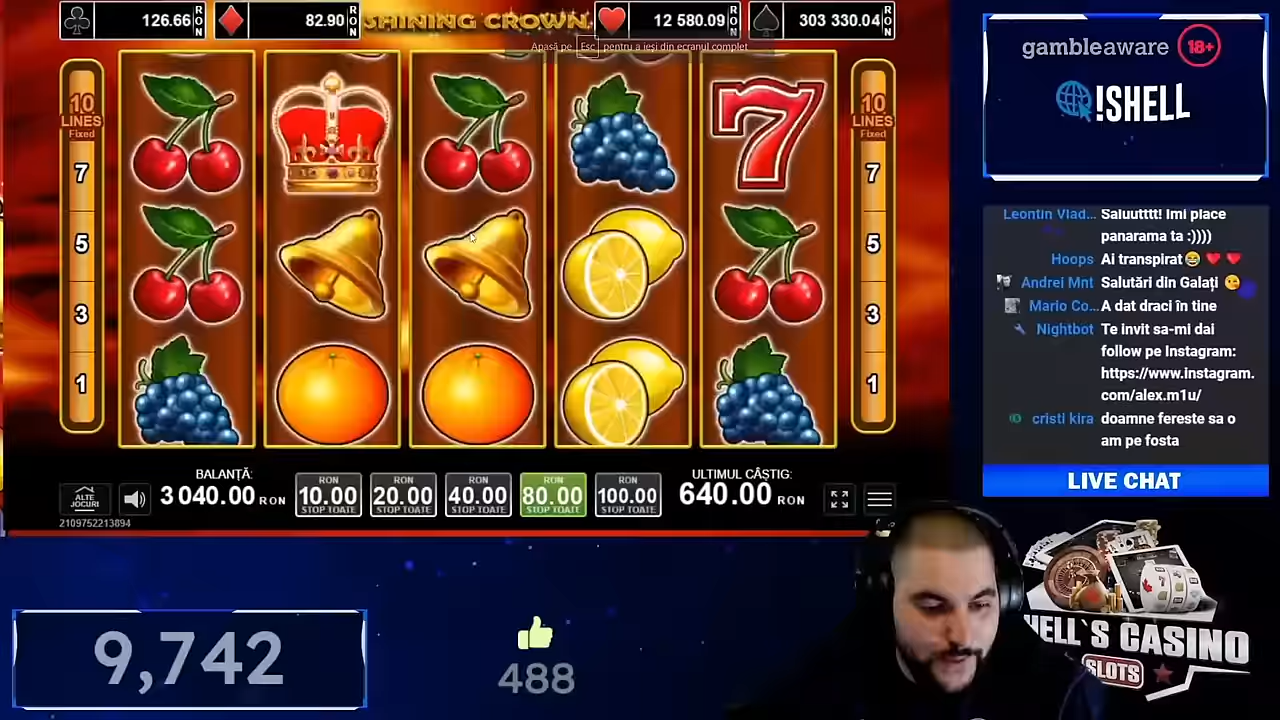 126.66 RON
82.90 RON
SHINING CROWN
12 580.09 RON
303 330.04 RON
Apasă pe Esc pentru a ieși din ecranul complet
10
LINES
Fixed
7
5
3
1
7
10
LINES
Fixed
7
5
3
1
BALANȚĂ:
3 040.00 RON
ALTE
JOCURI
RON
10.00
STOP TOATE
RON
20.00
STOP TOATE
RON
40.00
STOP TOATE
RON
80.00
STOP TOATE
RON
100.00
STOP TOATE
ULTIMUL CÂȘTIG:
640.00 RON
2109752213894
gambleaware 18+
!SHELL
Leontin Vlad... Saluutttt! Imi place
panarama ta :))))
Hoops Ai transpirat😅 ❤️ ❤️
Andrei Mnt Salutări din Galați 😘
Mario Co... A dat draci în tine
Nightbot Te invit sa-mi dai
follow pe Instagram:
https://www.instagram.
com/alex.m1u/
cristi kira doamne fereste sa o
am pe fosta
LIVE CHAT
9,742
488
HELL`S CASINO
SLOTS